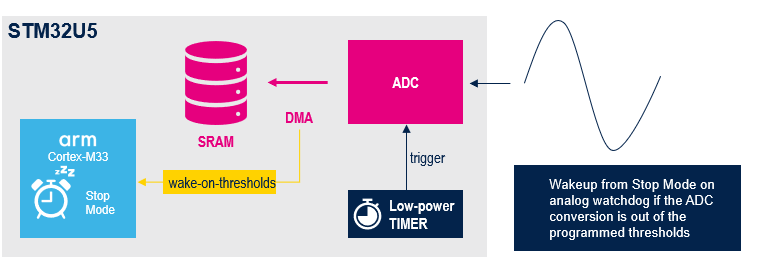 STM32U5
ADC
DMA
SRAM
arm
Cortex-M33
zzZ
Stop
Mode
wake-on-thresholds
trigger
Low-power
TIMER
Wakeup from Stop Mode on
analog watchdog if the ADC
conversion is out of the
programmed thresholds